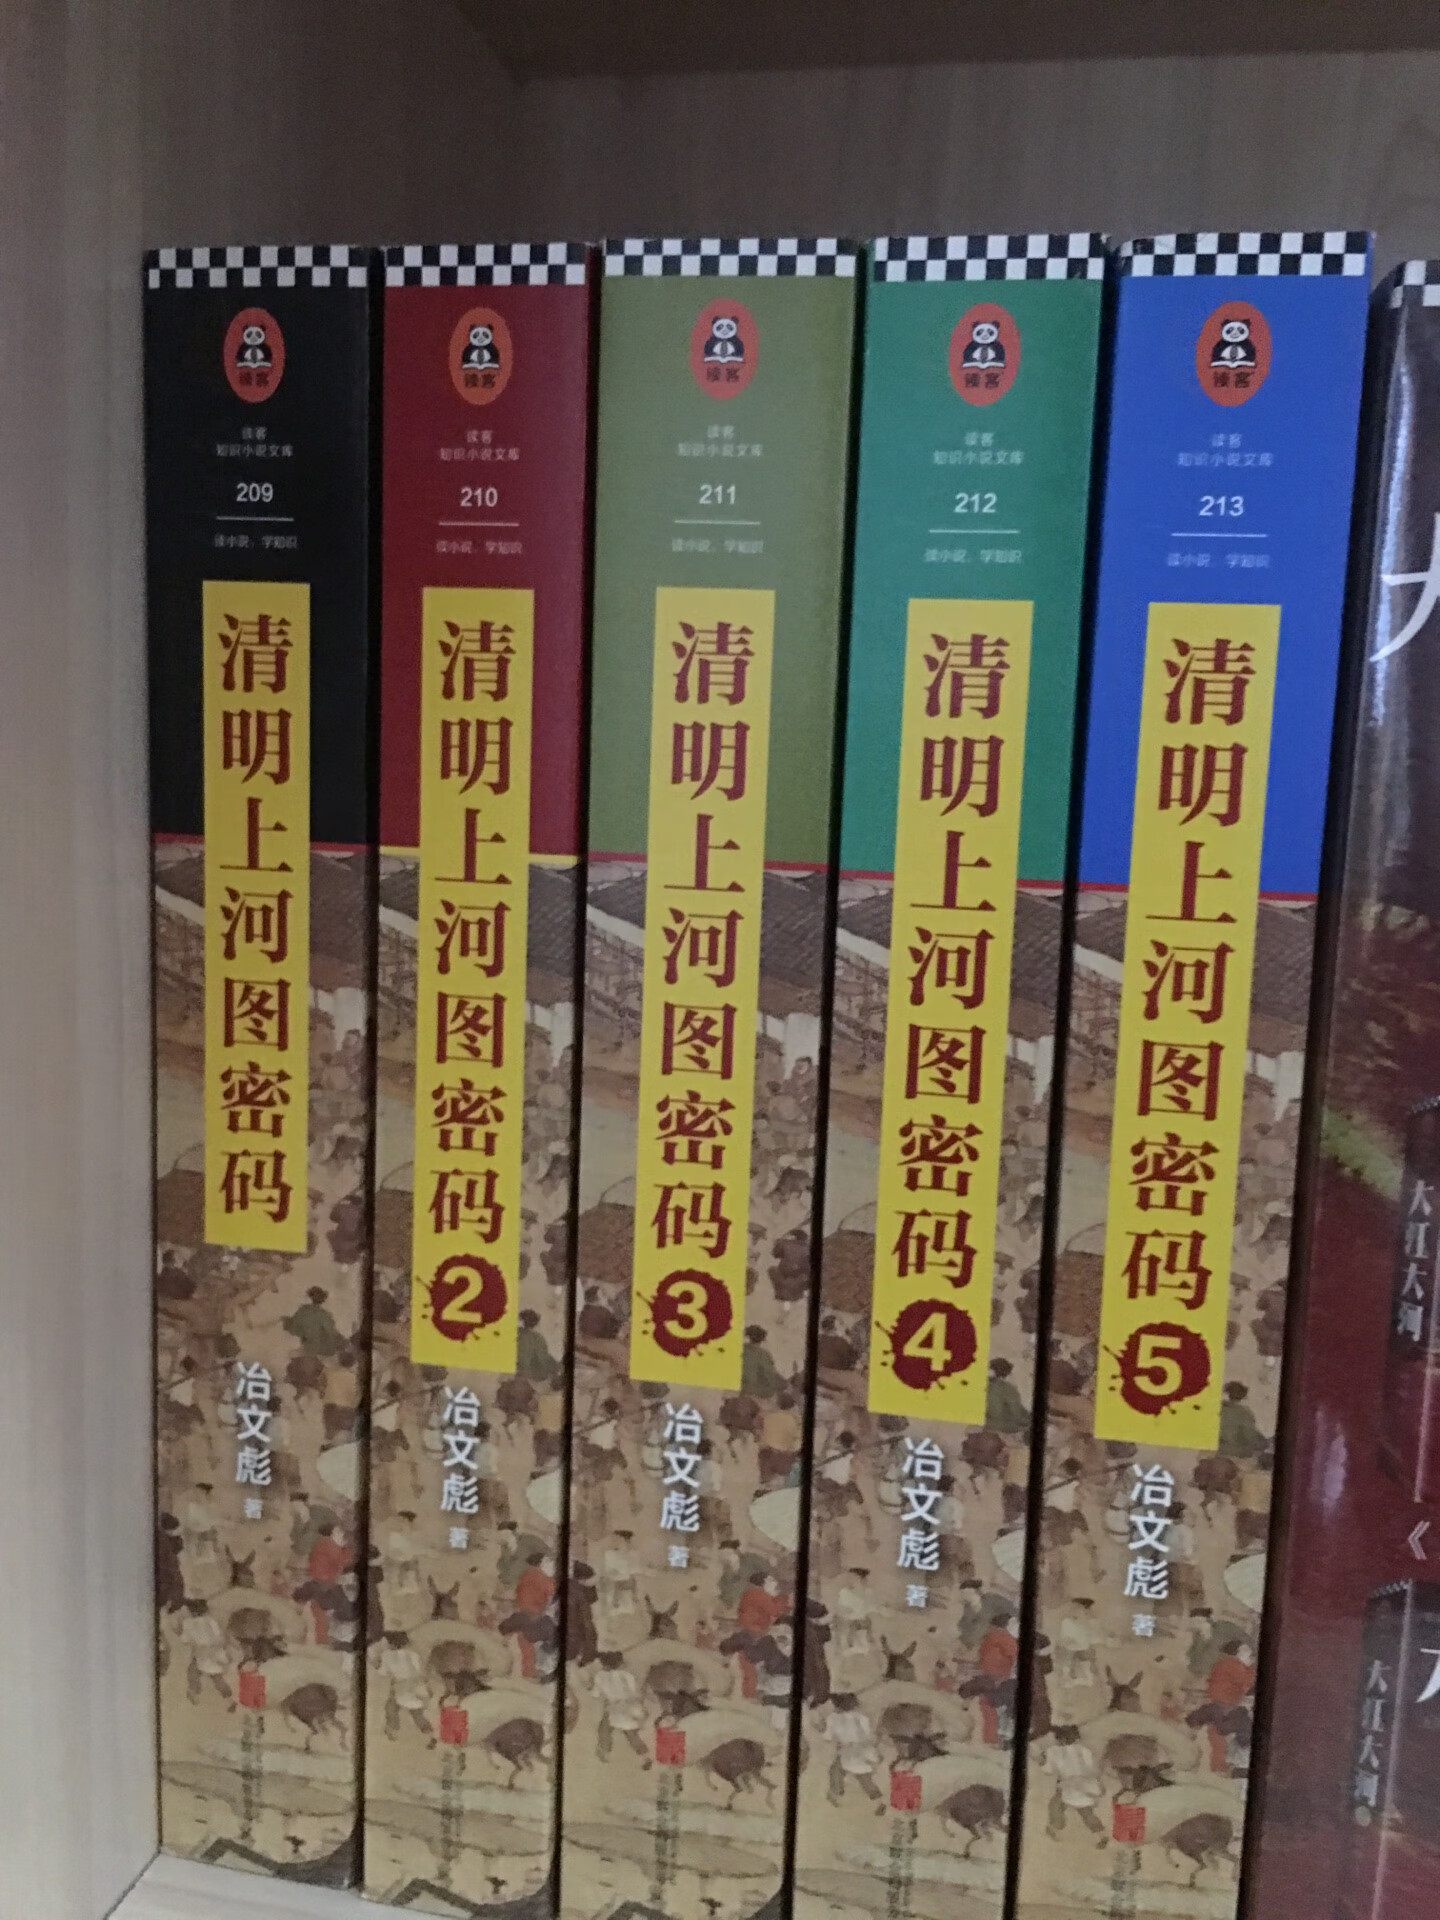 读客
读客
知识小说文库
209
读小说，学知识
清明上河图密码
冶文彪 著
读客
读客
知识小说文库
210
读小说，学知识
清明上河图密码2
冶文彪 著
读客
读客
知识小说文库
211
读小说，学知识
清明上河图密码3
冶文彪 著
读客
读客
知识小说文库
212
读小说，学知识
清明上河图密码4
冶文彪 著
读客
读客
知识小说文库
213
读小说，学知识
清明上河图密码5
冶文彪 著
大江大河
大江大河